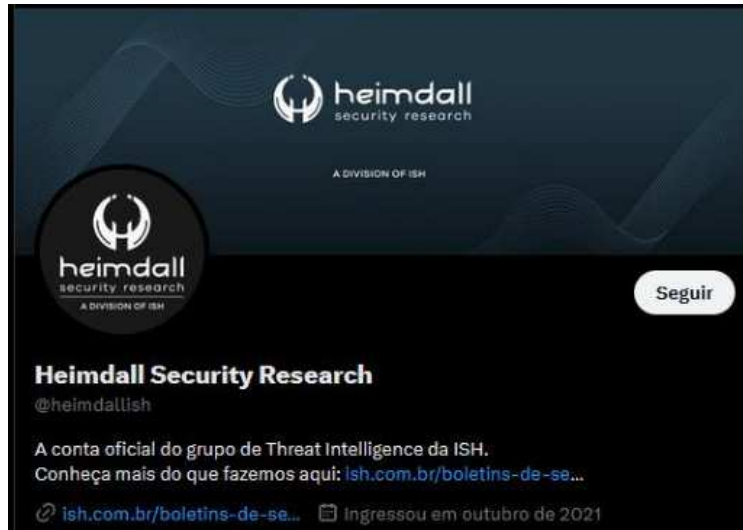 heimdall
security research
A DIVISION OF ISH
heimdall
security research
A DIVISION OF ISH
Seguir
Heimdall Security Research
@heimdallish
A conta oficial do grupo de Threat Intelligence da ISH.
Conheça mais do que fazemos aqui: ish.com.br/boletins-de-se...
ish.com.br/boletins-de-se... Ingressou em outubro de 2021